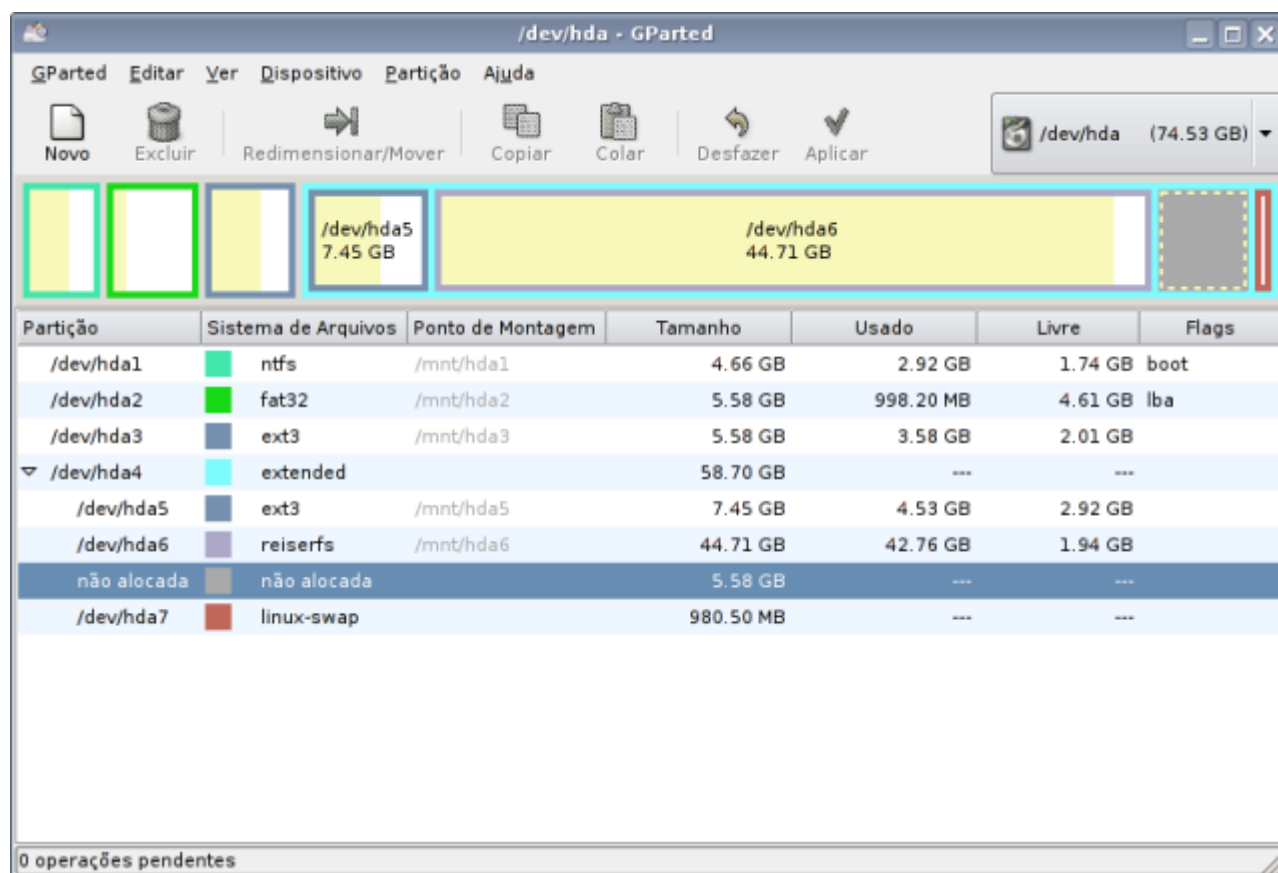 /dev/hda - GParted
GParted Editar Ver Dispositivo Partição Ajuda
Novo Excluir Redimensionar/Mover Copiar Colar Desfazer Aplicar /dev/hda (74.53 GB)
/dev/hda5 /dev/hda6
7.45 GB 44.71 GB
Partição Sistema de Arquivos Ponto de Montagem Tamanho Usado Livre Flags
/dev/hda1 ntfs /mnt/hda1 4.66 GB 2.92 GB 1.74 GB boot
/dev/hda2 fat32 /mnt/hda2 5.58 GB 998.20 MB 4.61 GB lba
/dev/hda3 ext3 /mnt/hda3 5.58 GB 3.58 GB 2.01 GB
/dev/hda4 extended 58.70 GB --- ---
/dev/hda5 ext3 /mnt/hda5 7.45 GB 4.53 GB 2.92 GB
/dev/hda6 reiserfs /mnt/hda6 44.71 GB 42.76 GB 1.94 GB
não alocada não alocada 5.58 GB --- ---
/dev/hda7 linux-swap 980.50 MB --- ---
0 operações pendentes